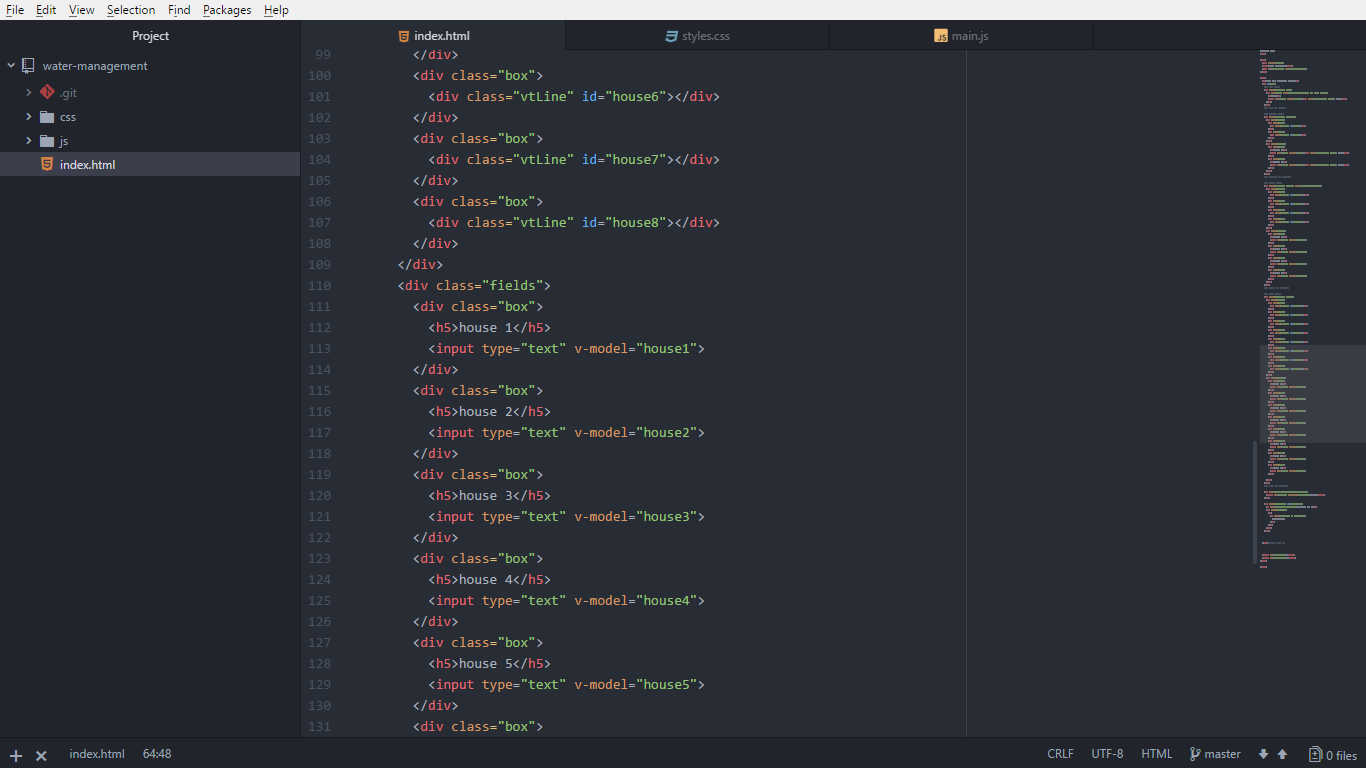 File Edit View Selection Find Packages Help
Project
index.html
styles.css
main.js
water-management
.git
css
js
index.html
99 </div>
100 <div class="box">
101 <div class="vtLine" id="house6"></div>
102 </div>
103 <div class="box">
104 <div class="vtLine" id="house7"></div>
105 </div>
106 <div class="box">
107 <div class="vtLine" id="house8"></div>
108 </div>
109 </div>
110 <div class="fields">
111 <div class="box">
112 <h5>house 1</h5>
113 <input type="text" v-model="house1">
114 </div>
115 <div class="box">
116 <h5>house 2</h5>
117 <input type="text" v-model="house2">
118 </div>
119 <div class="box">
120 <h5>house 3</h5>
121 <input type="text" v-model="house3">
122 </div>
123 <div class="box">
124 <h5>house 4</h5>
125 <input type="text" v-model="house4">
126 </div>
127 <div class="box">
128 <h5>house 5</h5>
129 <input type="text" v-model="house5">
130 </div>
131 <div class="box">
index.html 64:48 CRLF UTF-8 HTML master 0 files